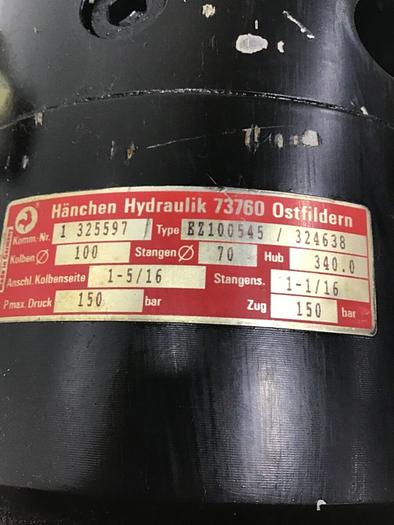 Hänchen Hydraulik 73760 Ostfildern
Komm.-Nr. 1 325597 Type EZ100545 / 324638
Kolben Ø 100 Stangen Ø 70 Hub 340.0
Anschl. Kolbenseite 1-5/16 Stangens. 1-1/16
Pmax. Druck 150 bar Zug 150 bar